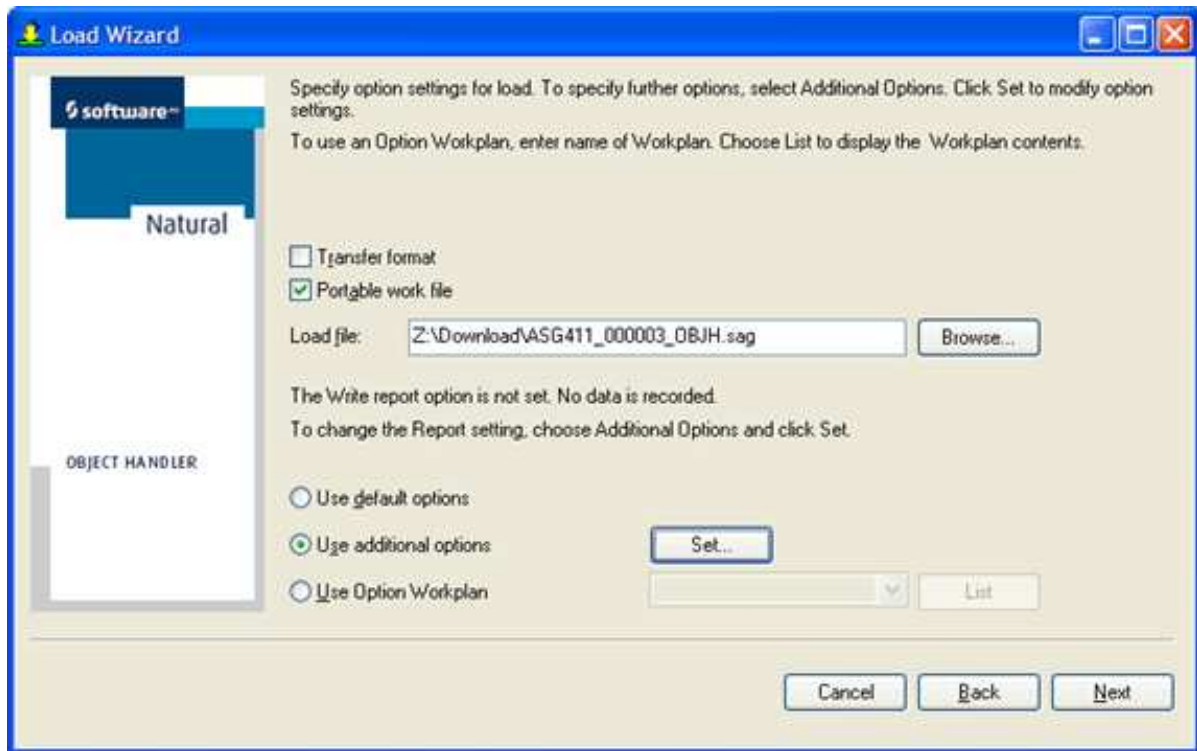 Load Wizard
software AG
Natural
OBJECT HANDLER
Specify option settings for load. To specify further options, select Additional Options. Click Set to modify option
settings.
To use an Option Workplan, enter name of Workplan. Choose List to display the Workplan contents.
Transfer format
Portable work file
Load file:
Z:\Download\ASG411_000003_OBJH.sag
Browse...
The Write report option is not set. No data is recorded.
To change the Report setting, choose Additional Options and click Set.
Use default options
Use additional options
Set...
Use Option Workplan
List
Cancel
Back
Next